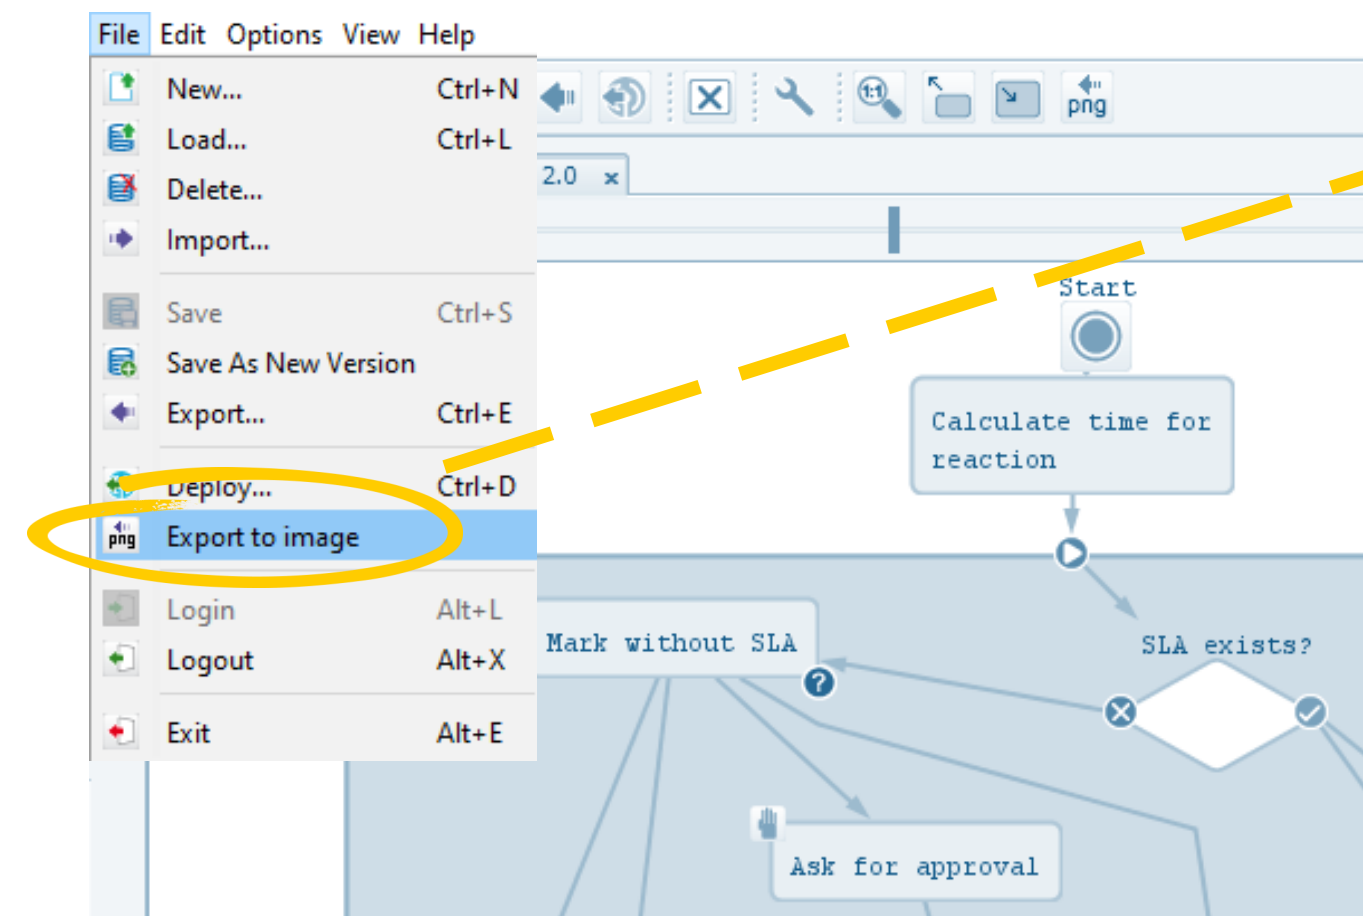 File Edit Options View Help
New... Ctrl+N
Load... Ctrl+L
Delete...
Import...
Save Ctrl+S
Save As New Version
Export... Ctrl+E
Deploy... Ctrl+D
png Export to image
Login Alt+L
Logout Alt+X
Exit Alt+E
1:1
png
2.0 x
Start
Calculate time for
reaction
Mark without SLA
?
SLA exists?
Ask for approval